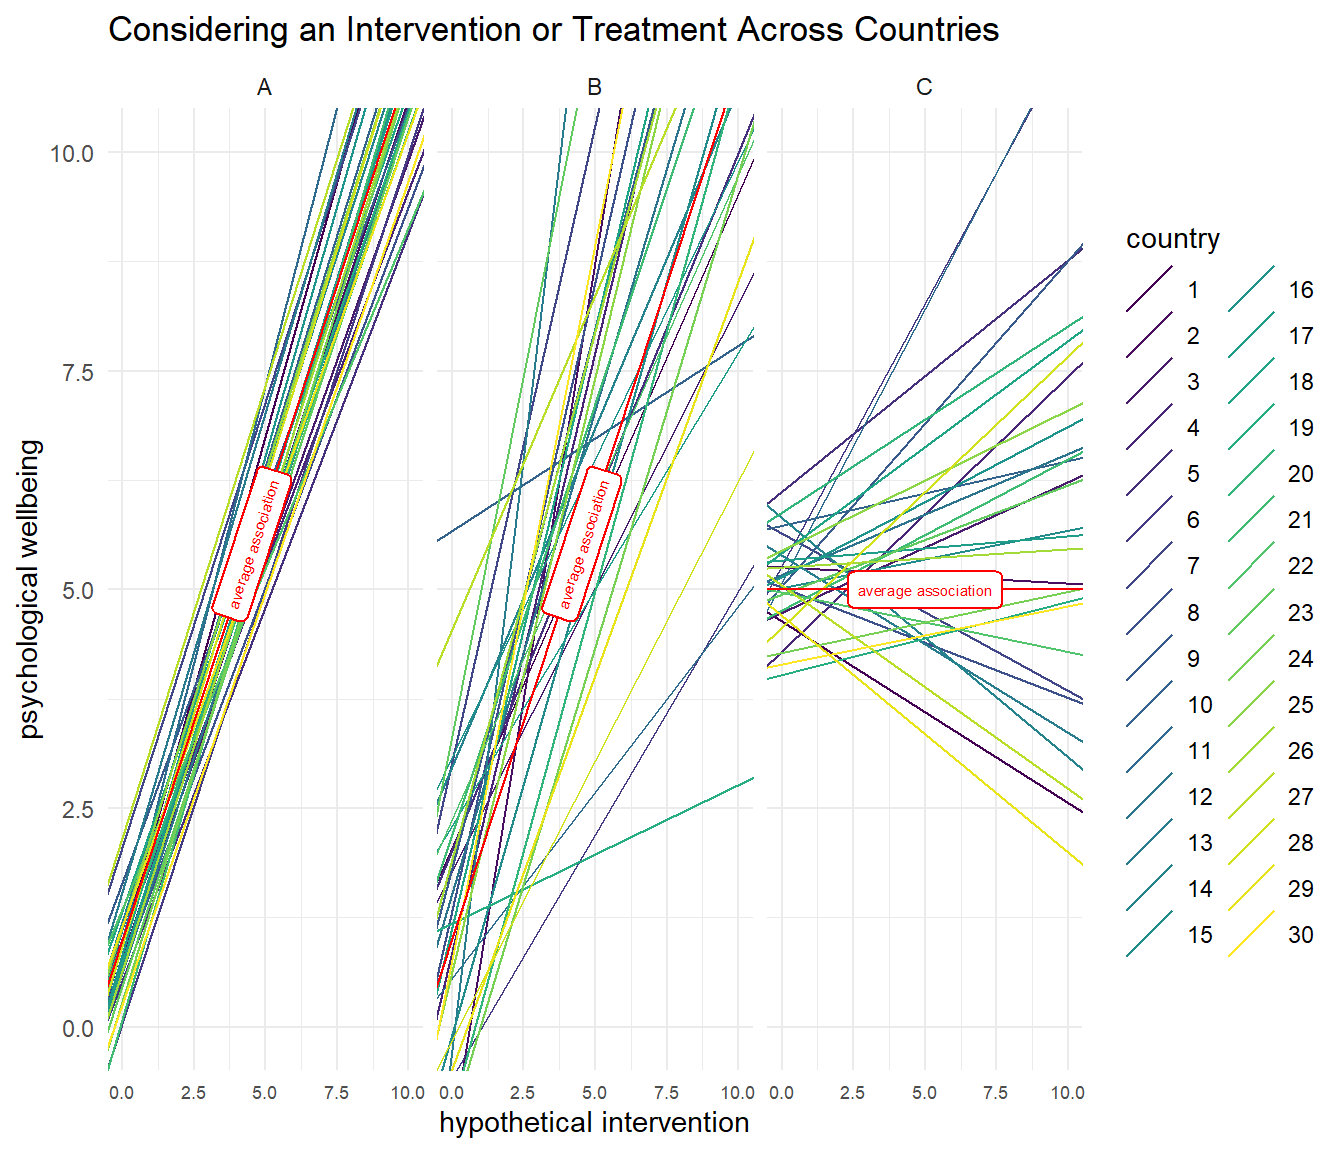 Considering an Intervention or Treatment Across Countries
A
B
C
psychological wellbeing
10.0
7.5
5.0
2.5
0.0
average association
average association
average association
0.0 2.5 5.0 7.5 10.0
0.0 2.5 5.0 7.5 10.0
0.0 2.5 5.0 7.5 10.0
hypothetical intervention
country
1
2
3
4
5
6
7
8
9
10
11
12
13
14
15
16
17
18
19
20
21
22
23
24
25
26
27
28
29
30